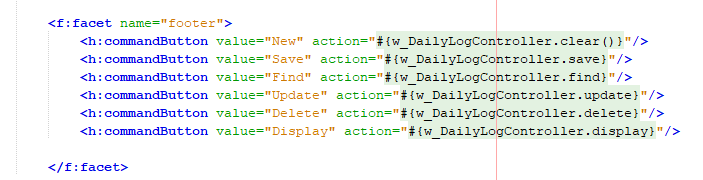 <f:facet name="footer">
<h:commandButton value="New" action="#{w_DailyLogController.clear()}"/>
<h:commandButton value="Save" action="#{w_DailyLogController.save}"/>
<h:commandButton value="Find" action="#{w_DailyLogController.find}"/>
<h:commandButton value="Update" action="#{w_DailyLogController.update}"/>
<h:commandButton value="Delete" action="#{w_DailyLogController.delete}"/>
<h:commandButton value="Display" action="#{w_DailyLogController.display}"/>
</f:facet>